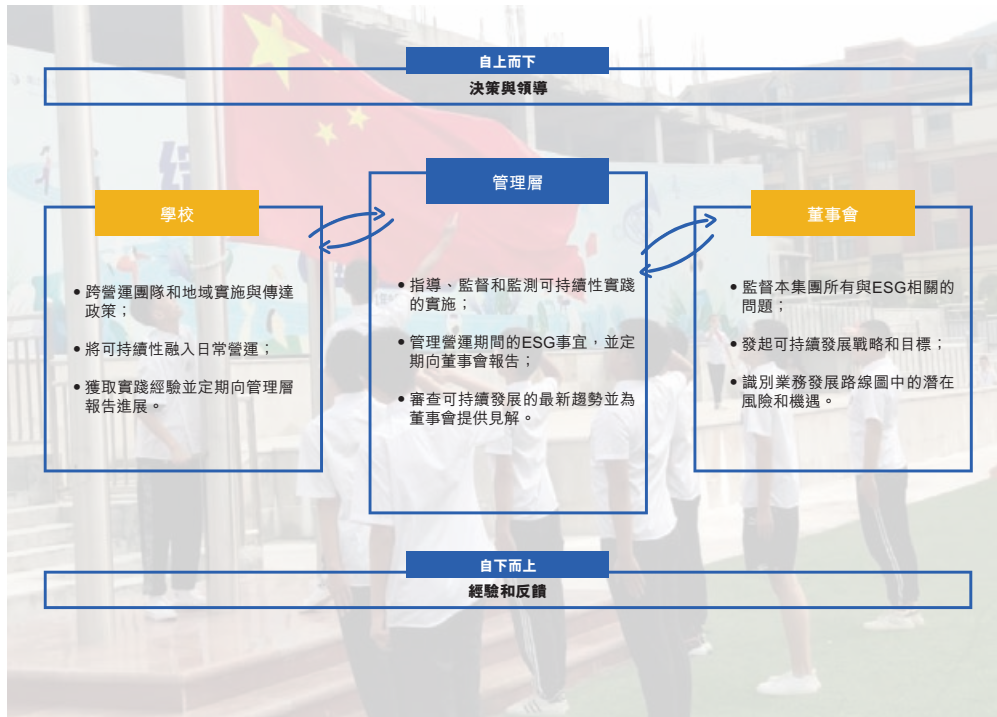 自上而下
決策與領導
管理層
學校
董事會
•跨營運團隊和地域實施與傳達
政策；
•將可持續性融入日常營運；
•獲取實踐經驗並定期向管理層
報告進展。
•指導、監督和監測可持續性實踐
的實施；
•管理營運期間的ESG事宜，並定
期向董事會報告；
•審查可持續發展的最新趨勢並為
董事會提供見解。
•監督本集團所有與ESG相關的
問題；
•發起可持續發展戰略和目標；
•識別業務發展路線圖中的潛在
風險和機遇。
自下而上
經驗和反饋